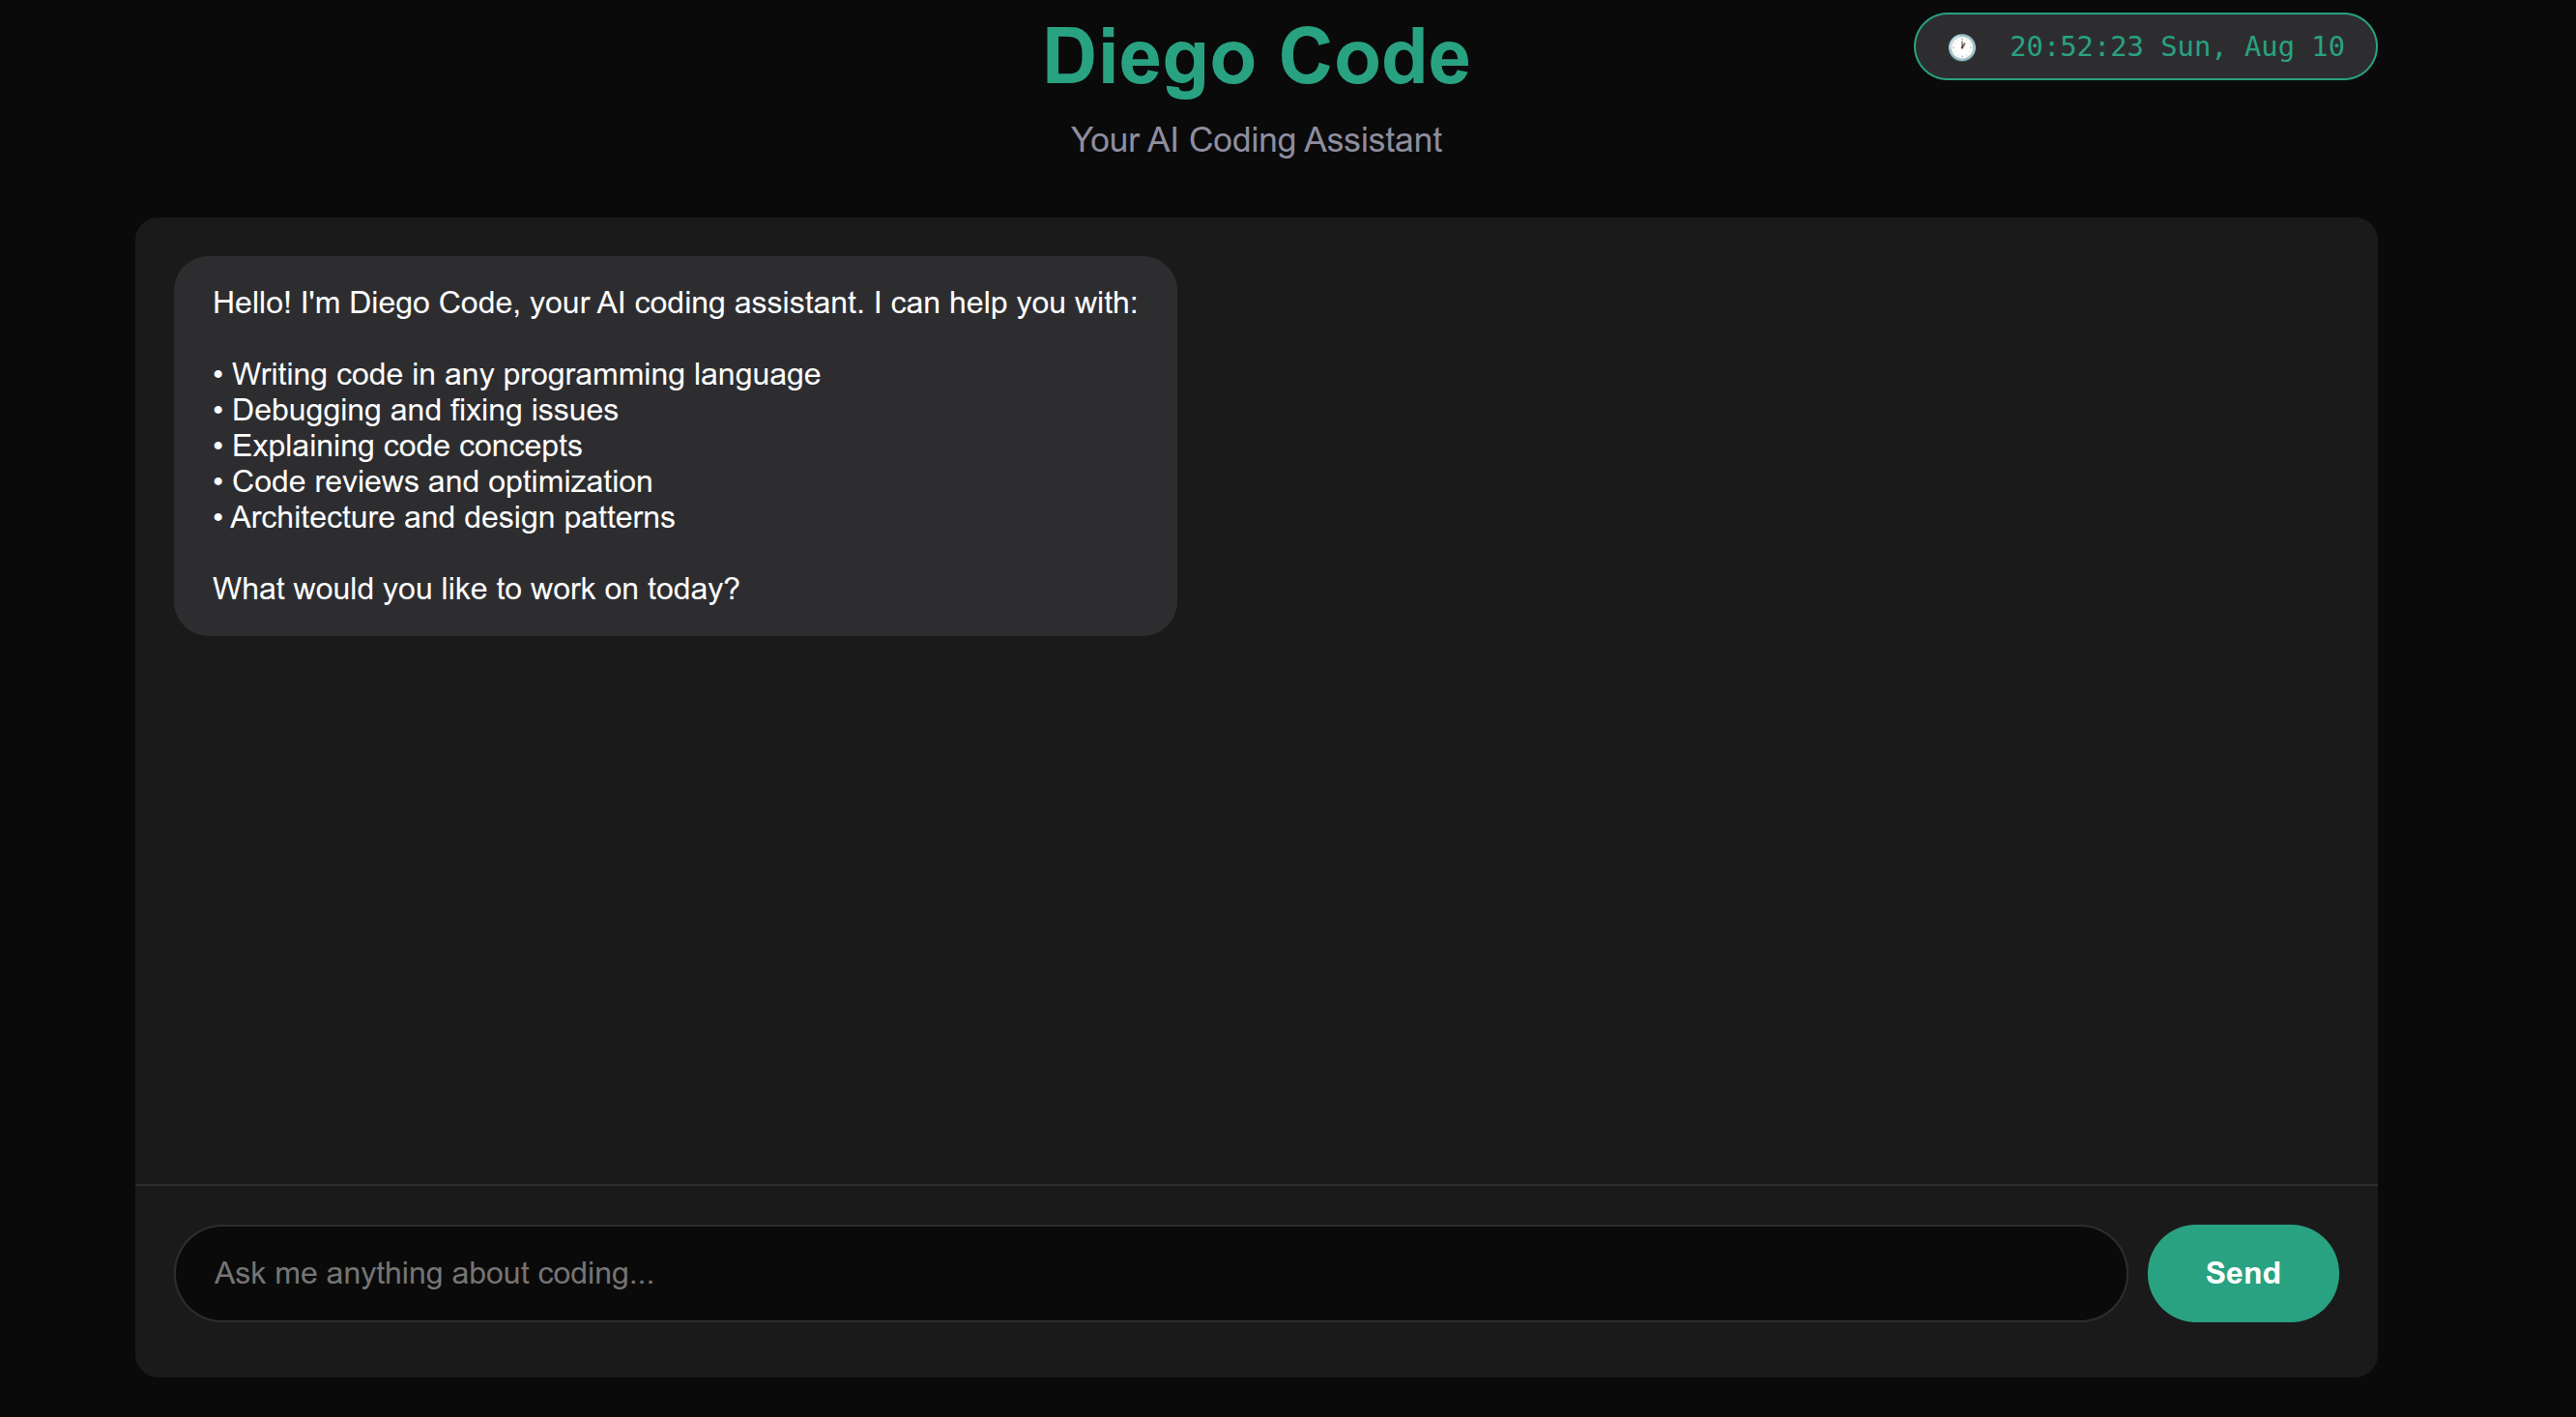 Diego Code
🕐 20:52:23 Sun, Aug 10
Your AI Coding Assistant
Hello! I'm Diego Code, your AI coding assistant. I can help you with:
• Writing code in any programming language
• Debugging and fixing issues
• Explaining code concepts
• Code reviews and optimization
• Architecture and design patterns
What would you like to work on today?
Ask me anything about coding...
Send